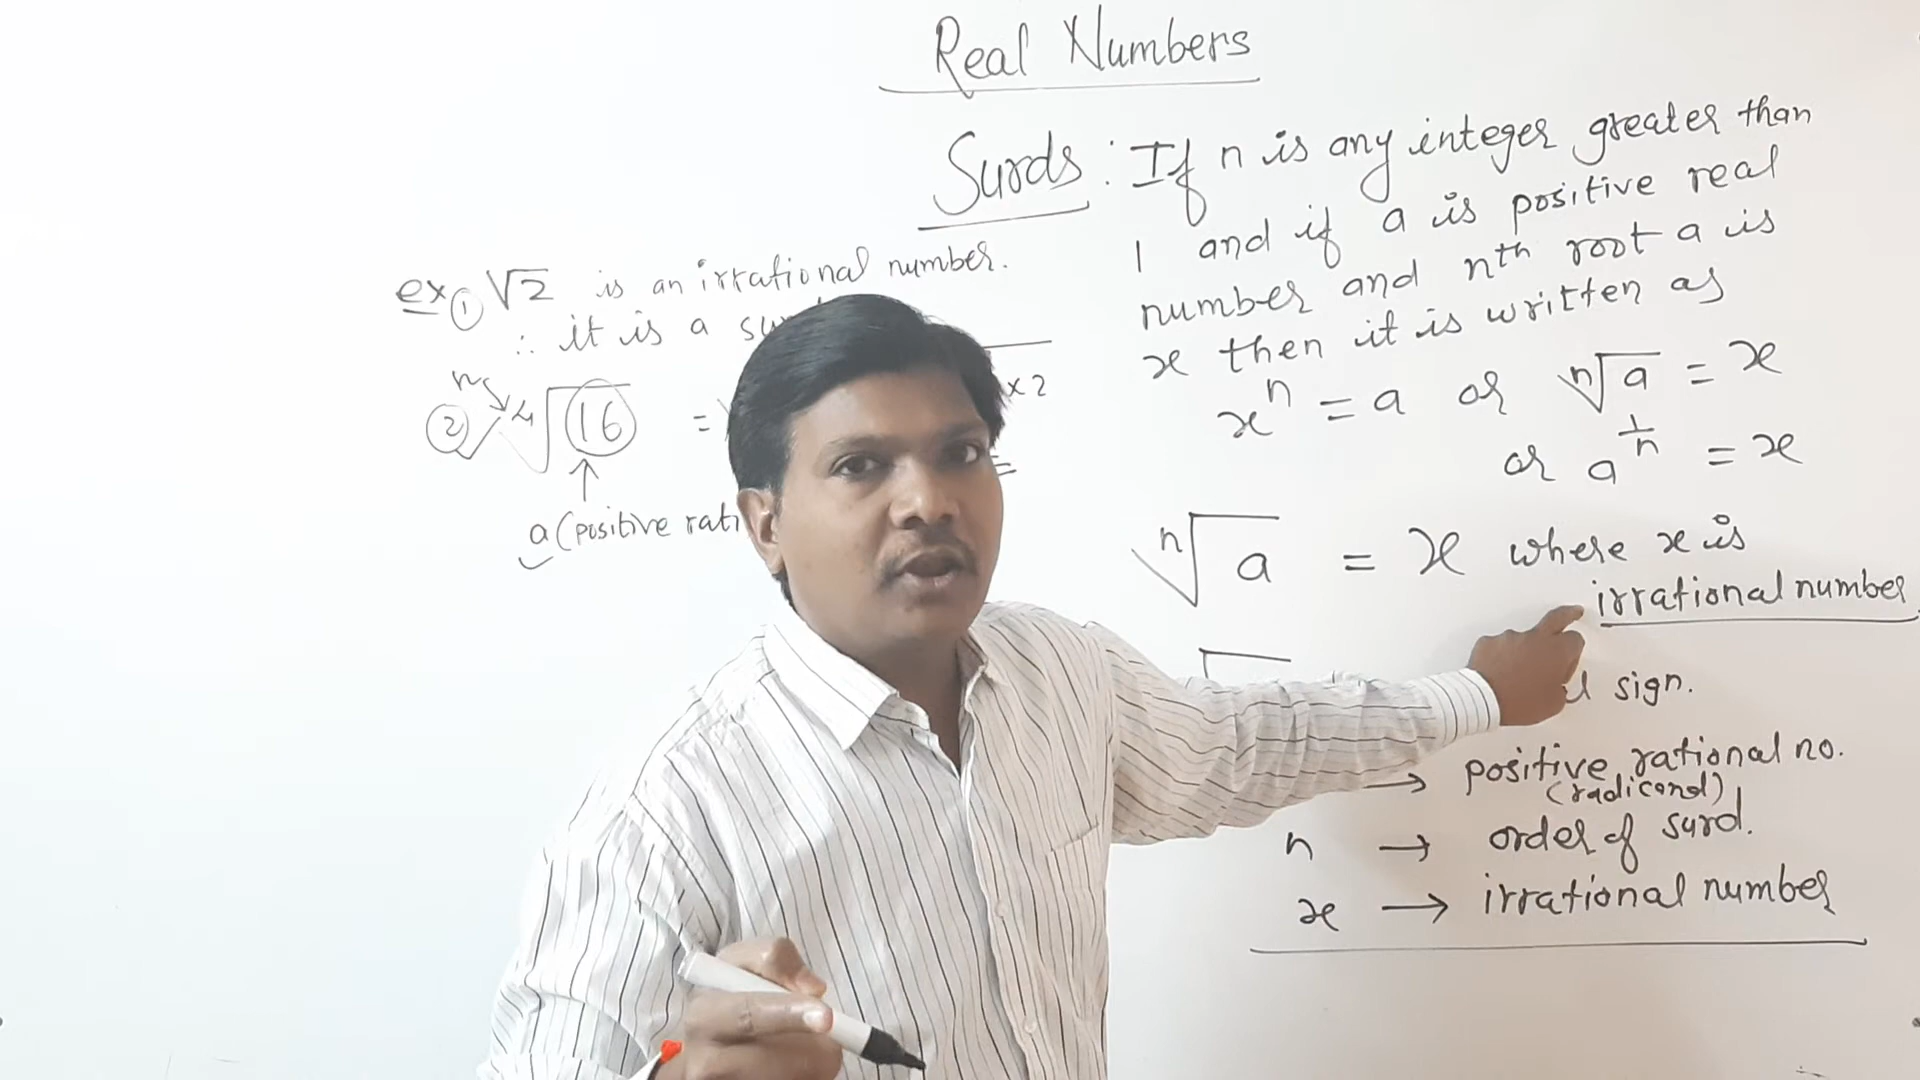 Real Numbers
Surds : If n is any integer greater than
1 and if a is positive real
number and nth root a is
x then it is written as
xⁿ = a or ⁿ√a = x
or a^(1/n) = x
ⁿ√a = x where x is
irrational number
sign.
→ positive rational no.
(radicand)
n → order of surd.
x → irrational number
ex ① √2 is an irrational number.
∴ it is a
n
② ⁴√16 =
×2
=
a (positive